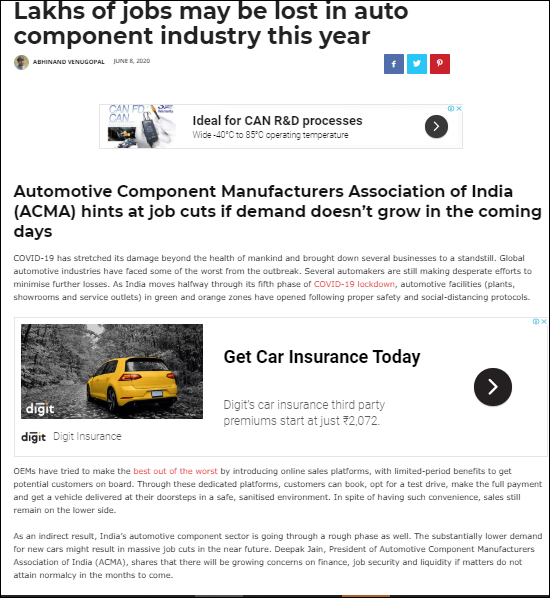 Lakhs of jobs may be lost in auto
component industry this year
ABHINAND VENUGOPAL JUNE 8, 2020
CAN FD
CAN
Ideal for CAN R&D processes
Wide -40°C to 85°C operating temperature
Automotive Component Manufacturers Association of India
(ACMA) hints at job cuts if demand doesn’t grow in the coming
days
COVID-19 has stretched its damage beyond the health of mankind and brought down several businesses to a standstill. Global
automotive industries have faced some of the worst from the outbreak. Several automakers are still making desperate efforts to
minimise further losses. As India moves halfway through its fifth phase of COVID-19 lockdown, automotive facilities (plants,
showrooms and service outlets) in green and orange zones have opened following proper safety and social-distancing protocols.
Get Car Insurance Today
Digit's car insurance third party
premiums start at just ₹2,072.
digit
digit Digit Insurance
OEMs have tried to make the best out of the worst by introducing online sales platforms, with limited-period benefits to get
potential customers on board. Through these dedicated platforms, customers can book, opt for a test drive, make the full payment
and get a vehicle delivered at their doorsteps in a safe, sanitised environment. In spite of having such convenience, sales still
remain on the lower side.
As an indirect result, India’s automotive component sector is going through a rough phase as well. The substantially lower demand
for new cars might result in massive job cuts in the near future. Deepak Jain, President of Automotive Component Manufacturers
Association of India (ACMA), shares that there will be growing concerns on finance, job security and liquidity if matters do not
attain normalcy in the months to come.